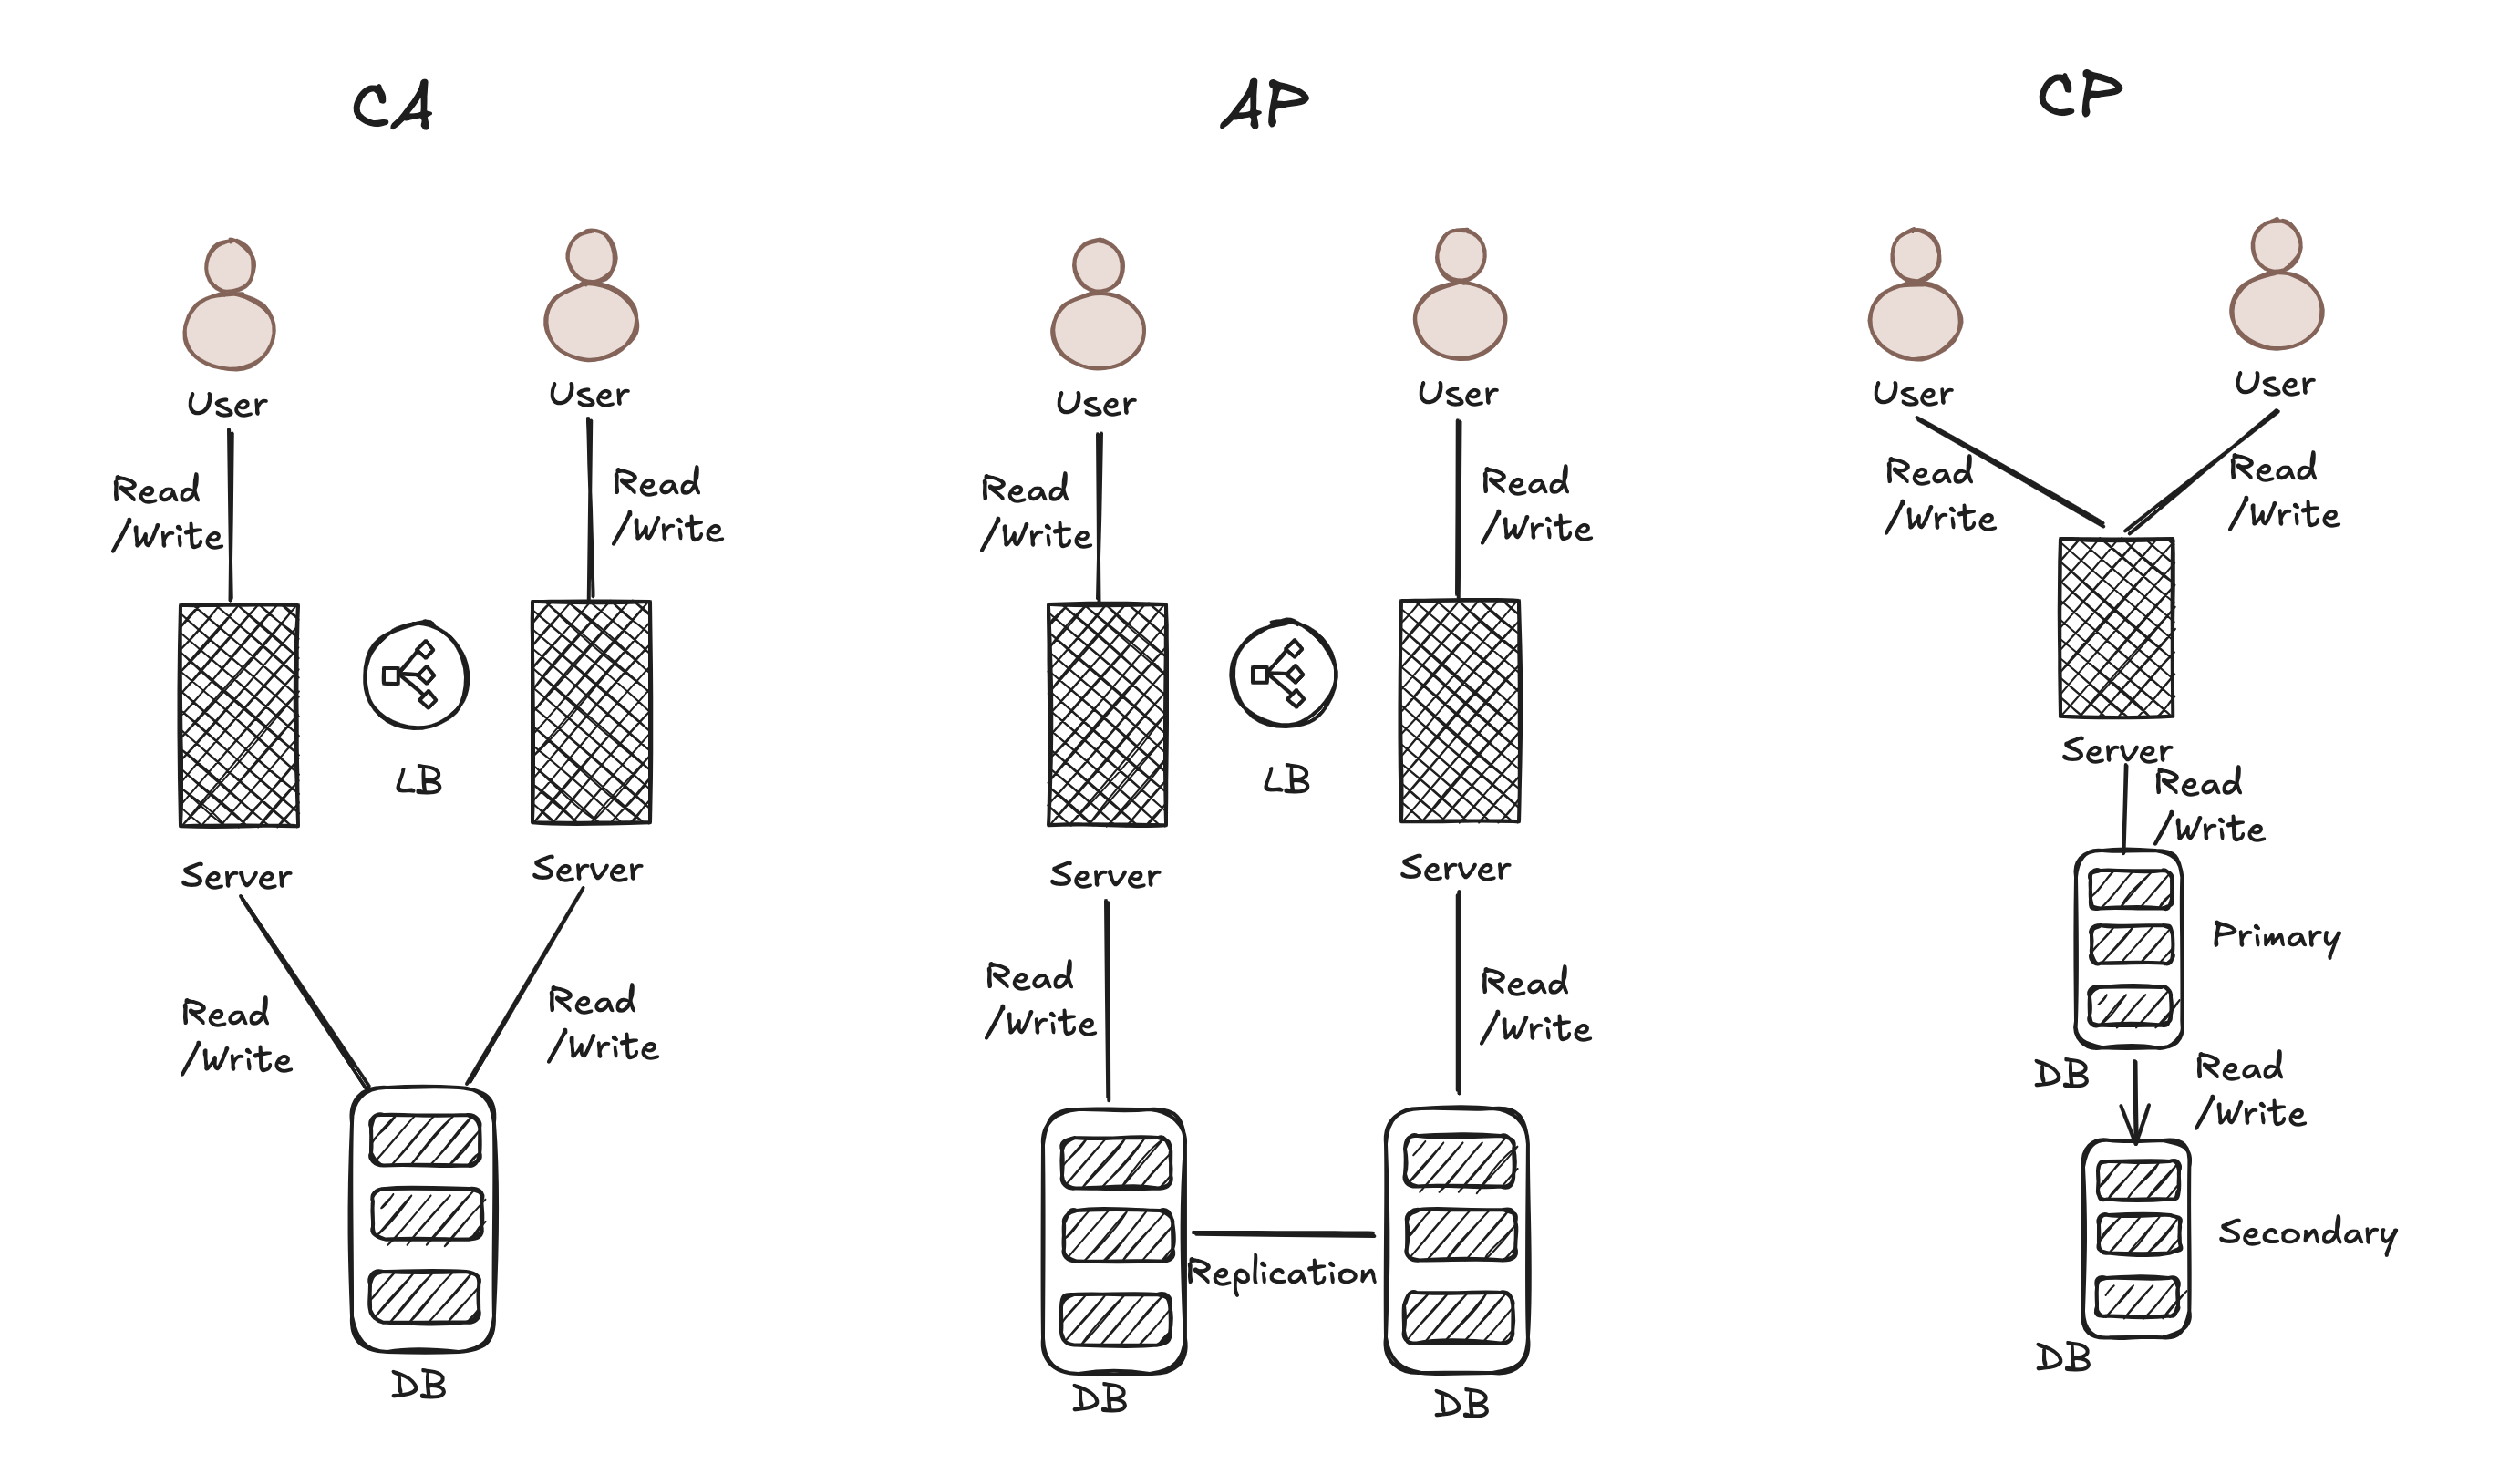 CA
User
User
Read
/Write
Read
/Write
LB
Server
Server
Read
/Write
Read
/Write
DB
AP
User
User
Read
/Write
Read
/Write
LB
Server
Server
Read
/Write
Read
/Write
Replication
DB
DB
CP
User
User
Read
/Write
Read
/Write
Server
Read
/Write
Primary
DB
Read
/Write
Secondary
DB